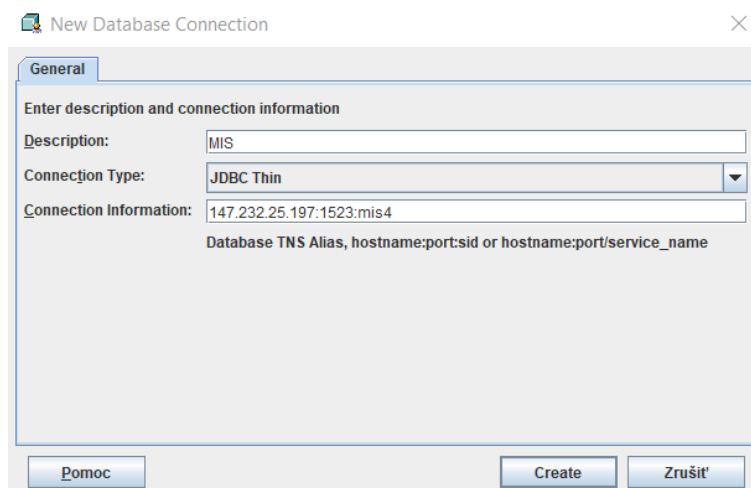 New Database Connection
General
Enter description and connection information
Description: MIS
Connection Type: JDBC Thin
Connection Information: 147.232.25.197:1523:mis4
Database TNS Alias, hostname:port:sid or hostname:port/service_name
Pomoc Create Zrušiť